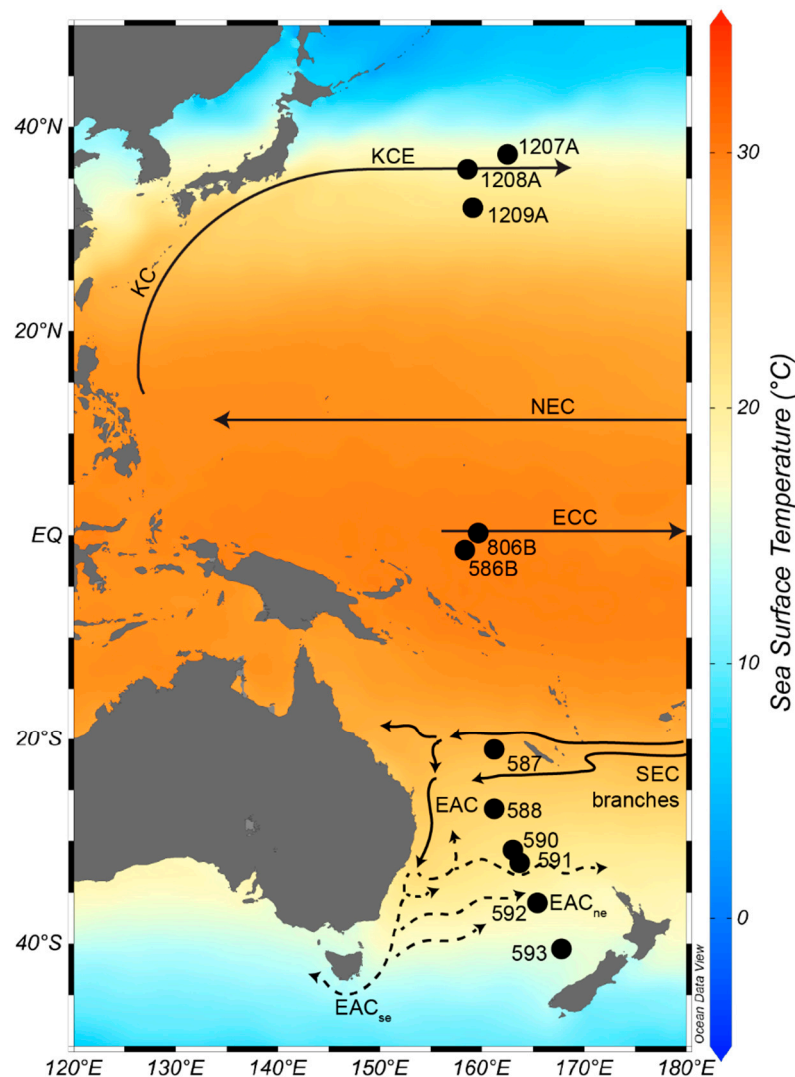 40°N
20°N
EQ
20°S
40°S
120°E
130°E
140°E
150°E
160°E
170°E
180°E
KCE
1207A
1208A
1209A
KC
NEC
ECC
806B
586B
587
SEC
branches
EAC
588
590
591
592
EACne
593
EACse
Ocean Data View
30
20
10
0
Sea Surface Temperature (°C)